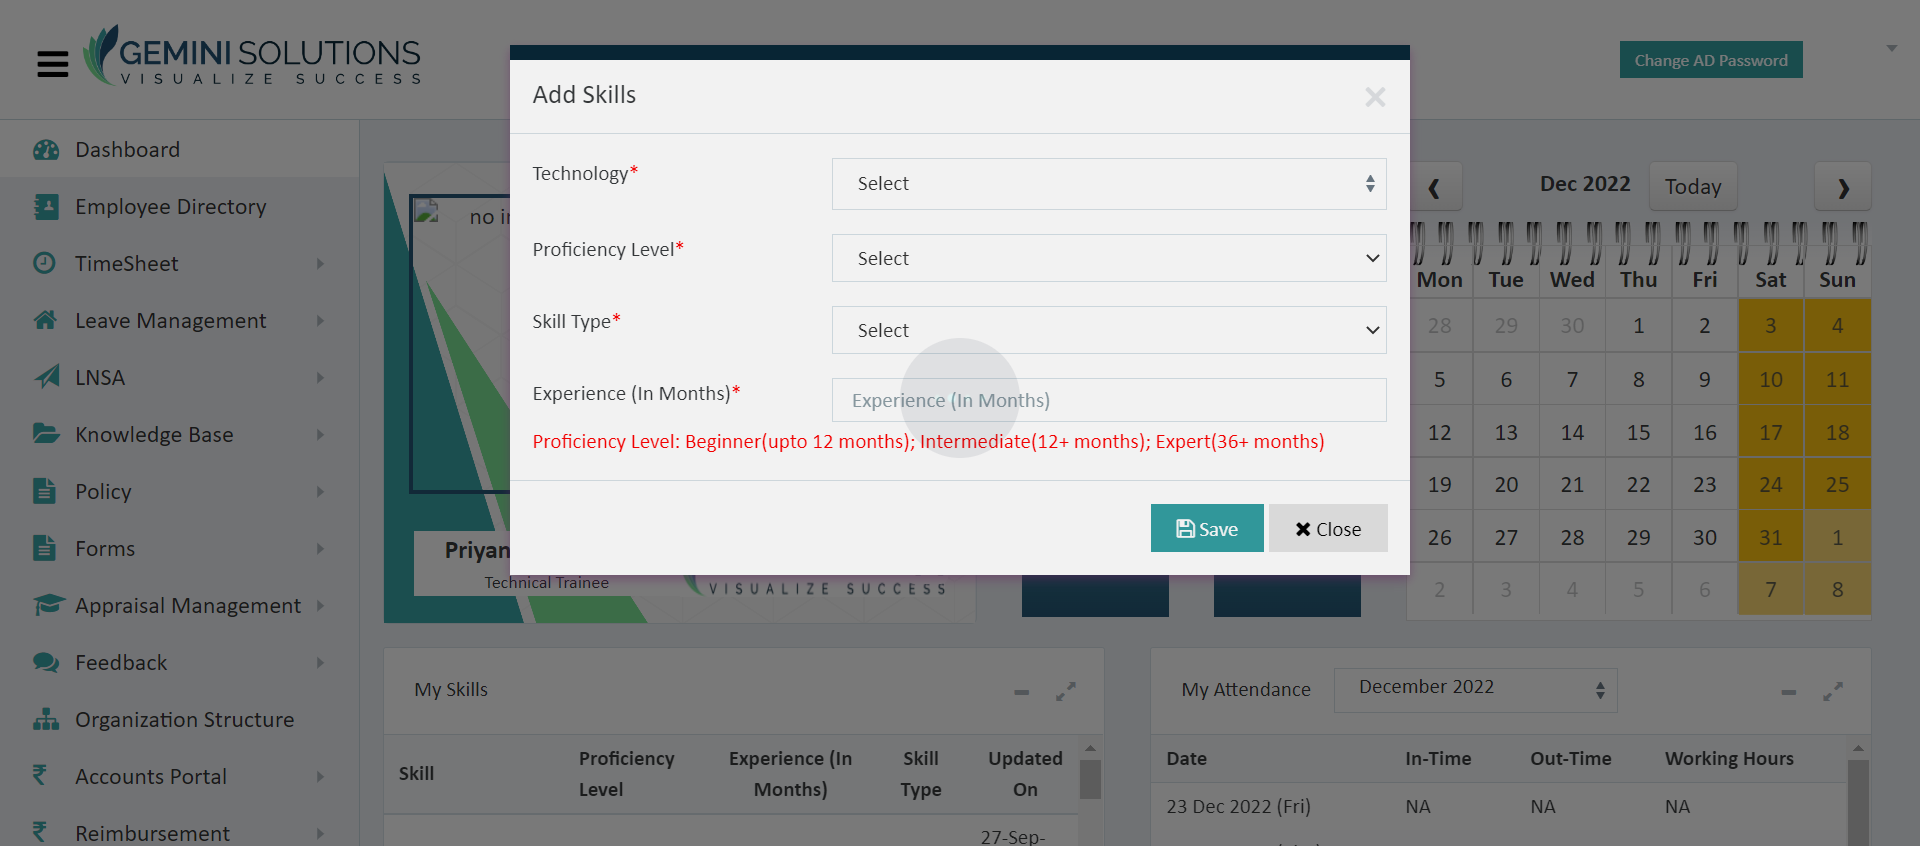 GEMINI SOLUTIONS
VISUALIZE SUCCESS
Change AD Password
Dashboard
Employee Directory
TimeSheet
Leave Management
LNSA
Knowledge Base
Policy
Forms
Appraisal Management
Feedback
Organization Structure
Accounts Portal
Reimbursement
Add Skills
Technology*
Select
Proficiency Level*
Select
Skill Type*
Select
Experience (In Months)*
Experience (In Months)
Proficiency Level: Beginner(upto 12 months); Intermediate(12+ months); Expert(36+ months)
Save
Close
no
Technical Trainee
VISUALIZE SUCCESS
Dec 2022
Today
Mon Tue Wed Thu Fri Sat Sun
28 29 30 1 2 3 4
5 6 7 8 9 10 11
12 13 14 15 16 17 18
19 20 21 22 23 24 25
26 27 28 29 30 31 1
2 3 4 5 6 7 8
My Skills
Skill Proficiency Level Experience (In Months) Skill Type Updated On
27-Sep-
My Attendance
December 2022
Date In-Time Out-Time Working Hours
23 Dec 2022 (Fri) NA NA NA